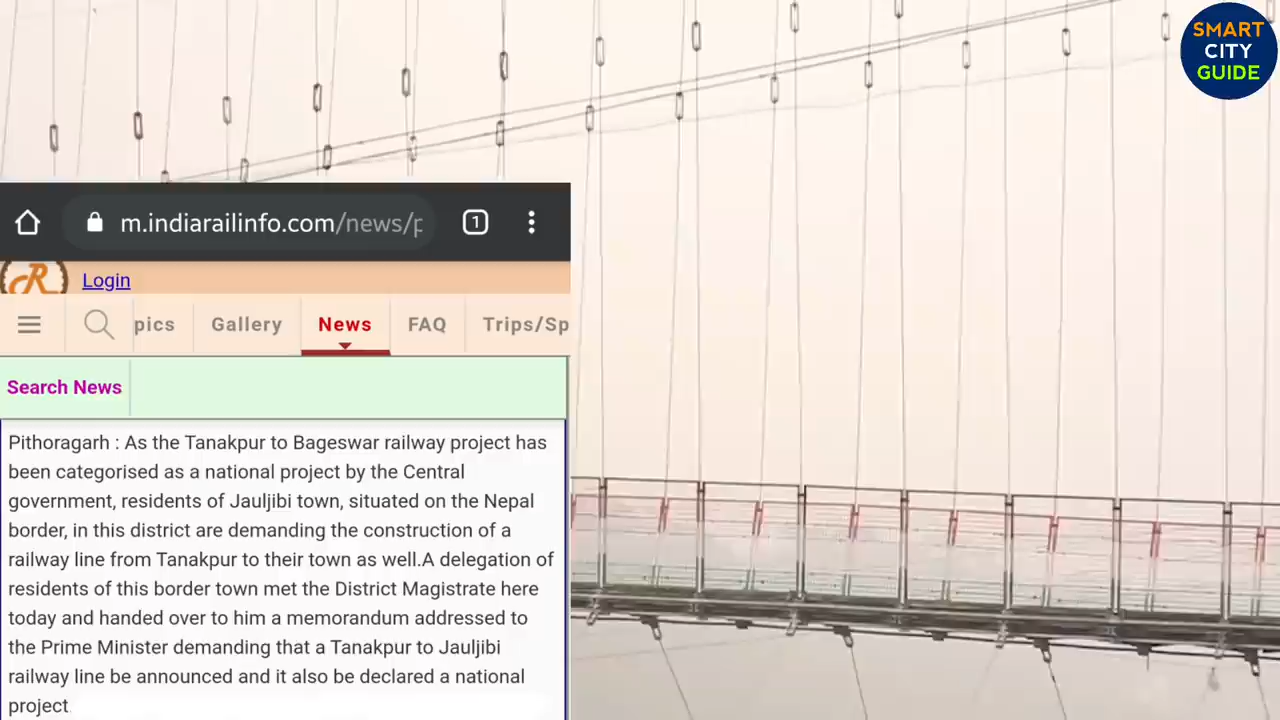 SMART
CITY
GUIDE
m.indiarailinfo.com/news/p
1
Login
pics
Gallery
News
FAQ
Trips/Sp
Search News
Pithoragarh : As the Tanakpur to Bageswar railway project has
been categorised as a national project by the Central
government, residents of Jauljibi town, situated on the Nepal
border, in this district are demanding the construction of a
railway line from Tanakpur to their town as well.A delegation of
residents of this border town met the District Magistrate here
today and handed over to him a memorandum addressed to
the Prime Minister demanding that a Tanakpur to Jauljibi
railway line be announced and it also be declared a national
project